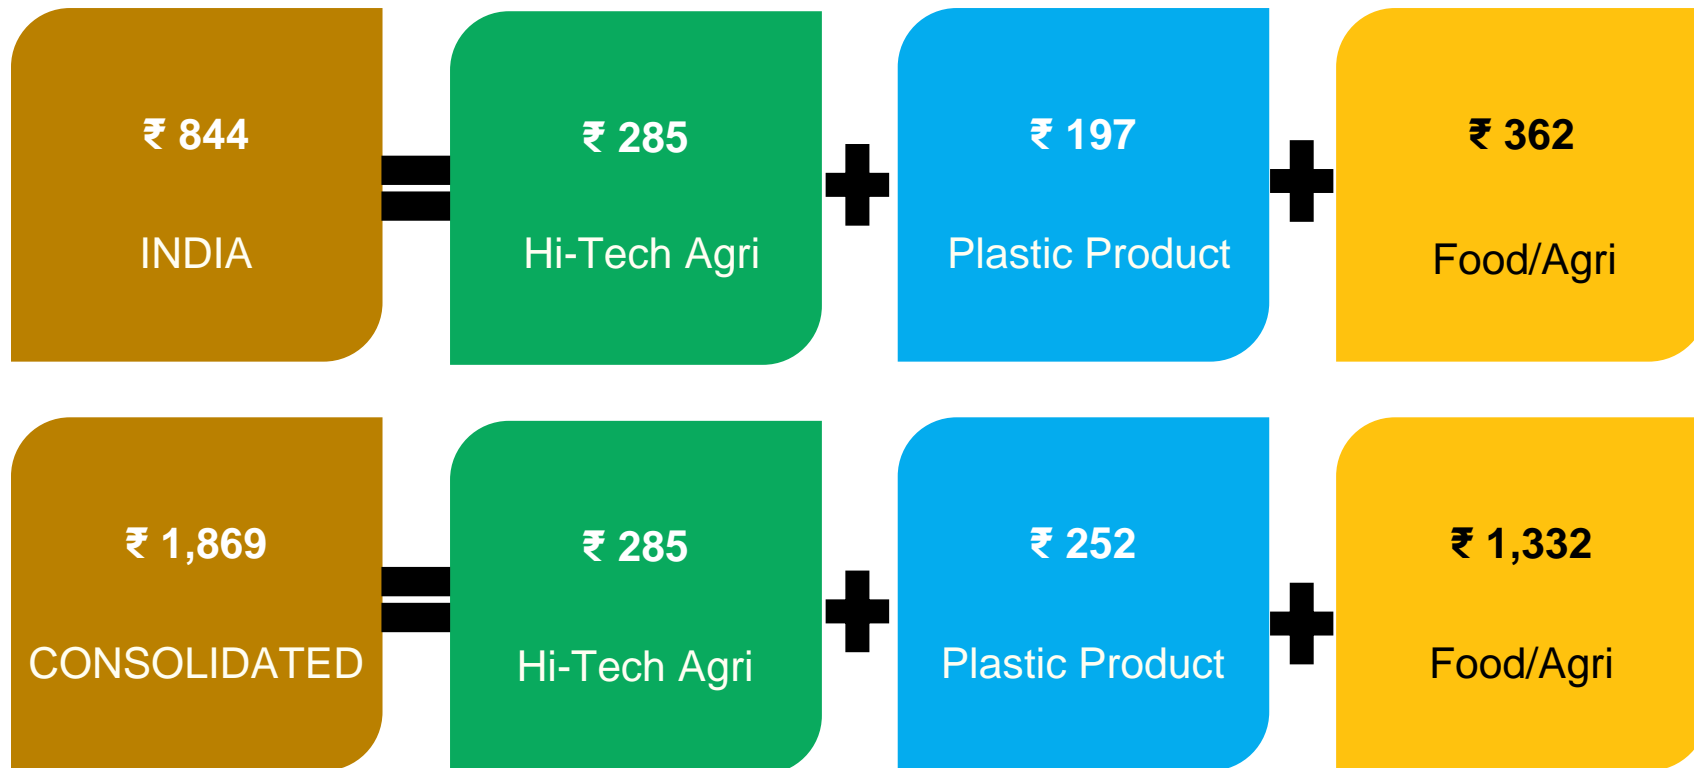 ₹ 844
INDIA
₹ 285
Hi-Tech Agri
₹ 197
Plastic Product
₹ 362
Food/Agri
₹ 1,869
CONSOLIDATED
₹ 285
Hi-Tech Agri
₹ 252
Plastic Product
₹ 1,332
Food/Agri